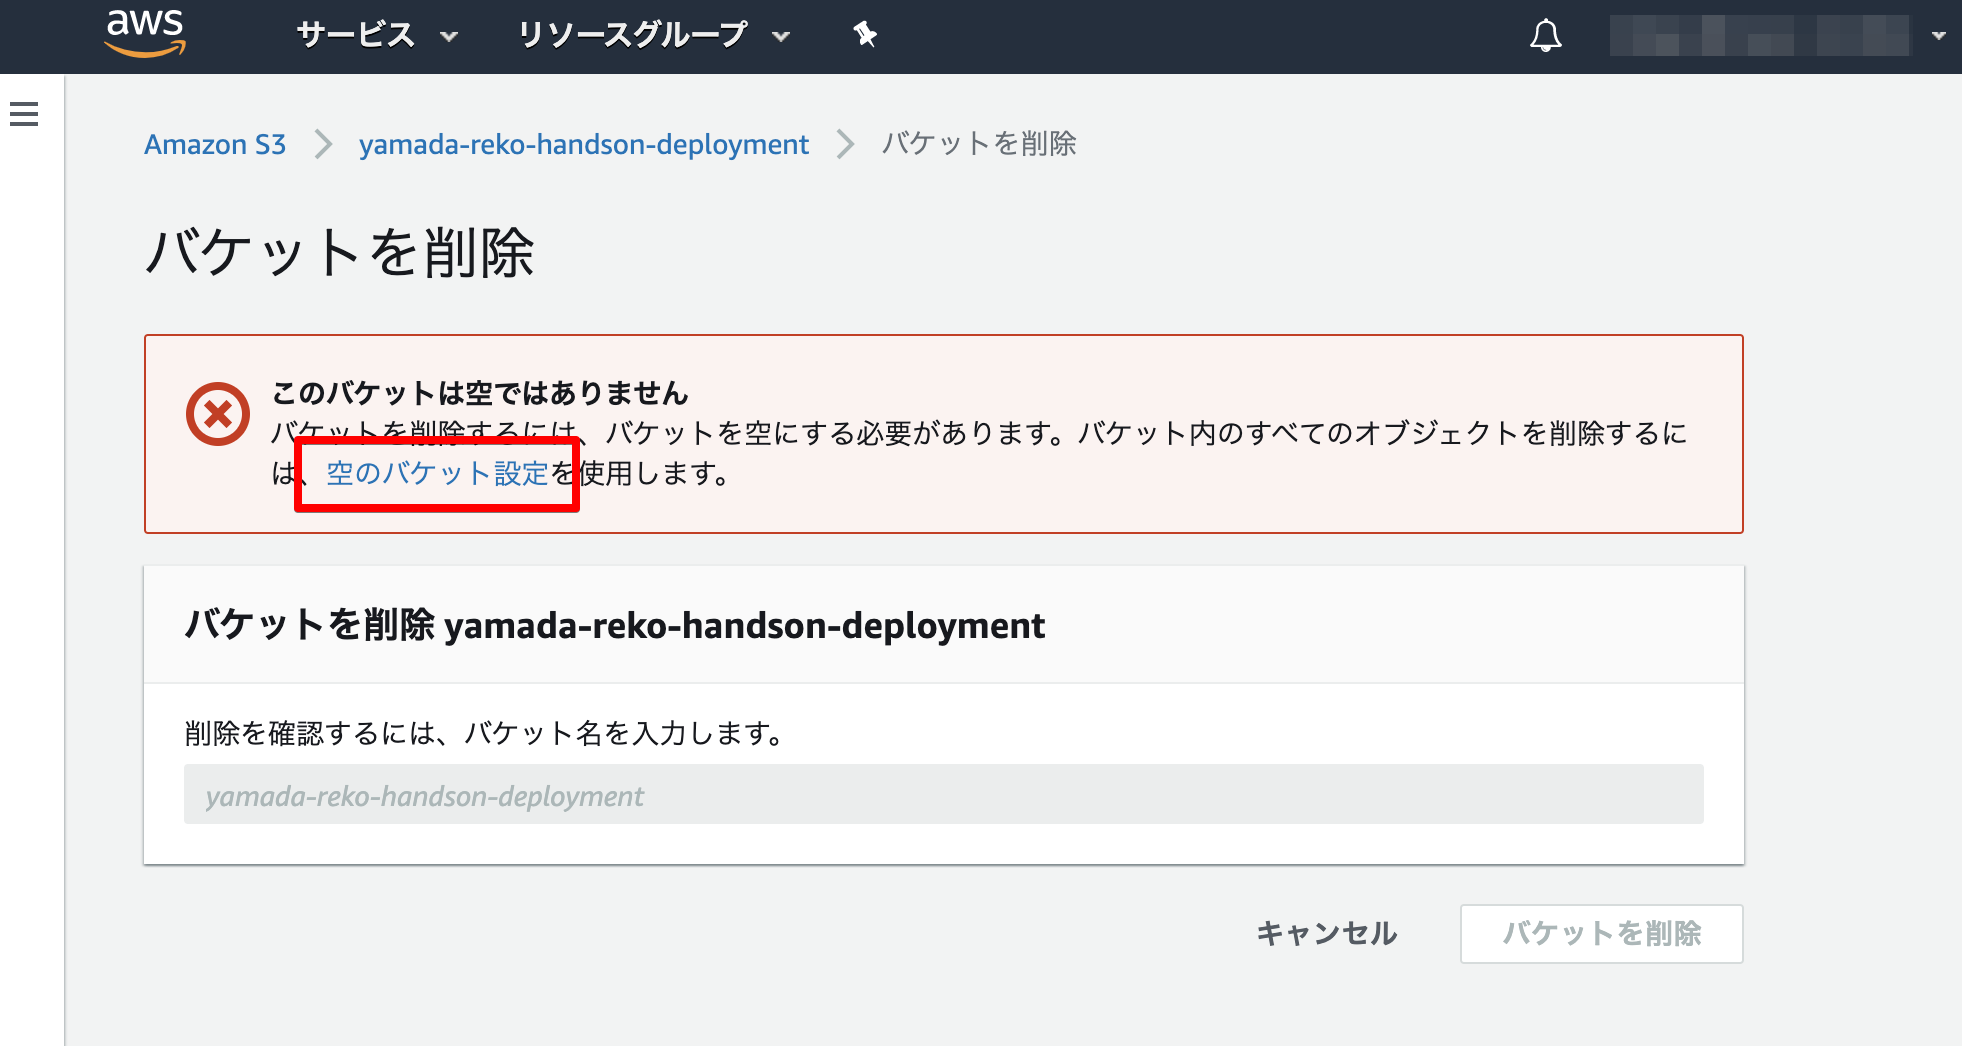 aws サービス リソースグループ
Amazon S3 yamada-reko-handson-deployment バケットを削除
バケットを削除
このバケットは空ではありません
バケットを削除するには、バケットを空にする必要があります。バケット内のすべてのオブジェクトを削除するに
は、空のバケット設定を使用します。
バケットを削除 yamada-reko-handson-deployment
削除を確認するには、バケット名を入力します。
yamada-reko-handson-deployment
キャンセル バケットを削除